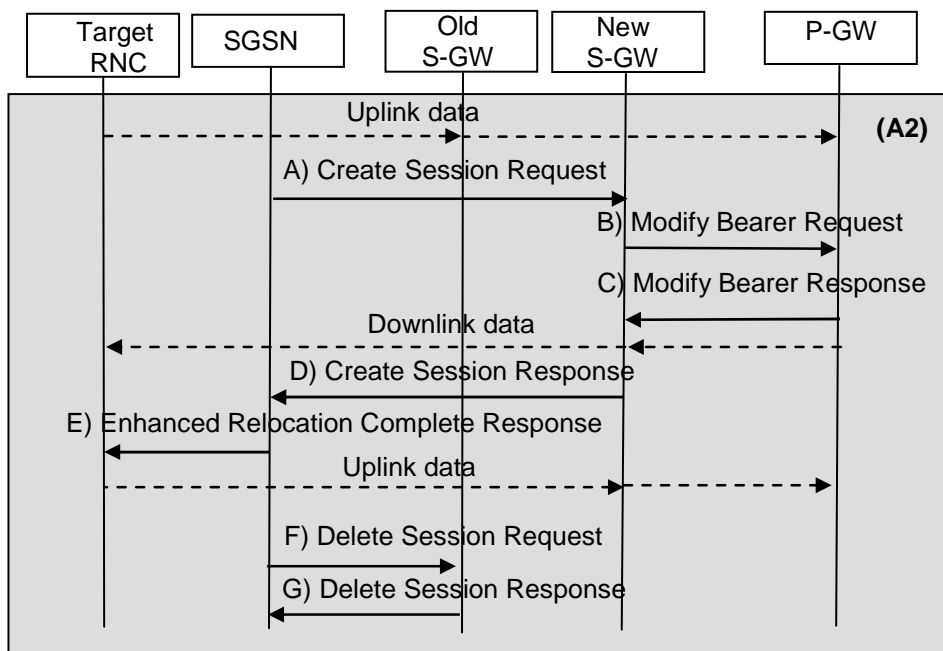 Target
RNC
SGSN
Old
S-GW
New
S-GW
P-GW
Uplink data
(A2)
A) Create Session Request
B) Modify Bearer Request
C) Modify Bearer Response
Downlink data
D) Create Session Response
E) Enhanced Relocation Complete Response
Uplink data
F) Delete Session Request
G) Delete Session Response